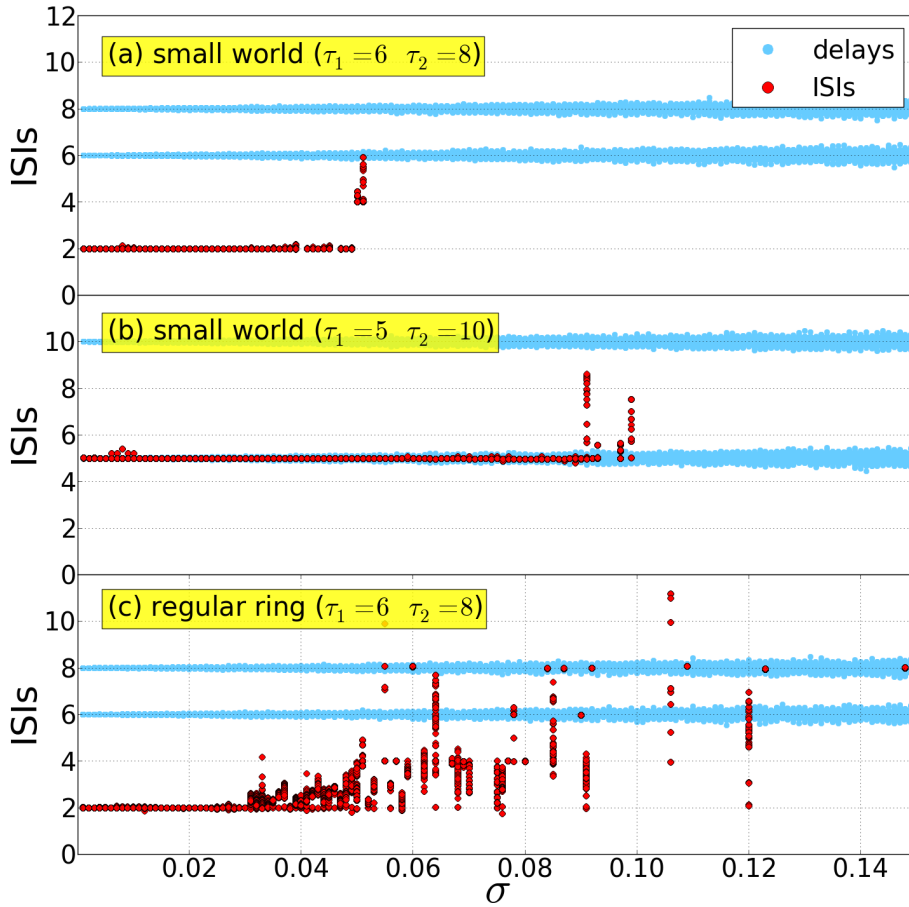 12
(a) small world (τ₁=6 τ₂=8)
delays
ISIs
10
8
6
4
2
0
ISIs
(b) small world (τ₁=5 τ₂=10)
10
8
6
4
2
0
ISIs
(c) regular ring (τ₁=6 τ₂=8)
10
8
6
4
2
0
ISIs
0.02 0.04 0.06 0.08 0.10 0.12 0.14
σ